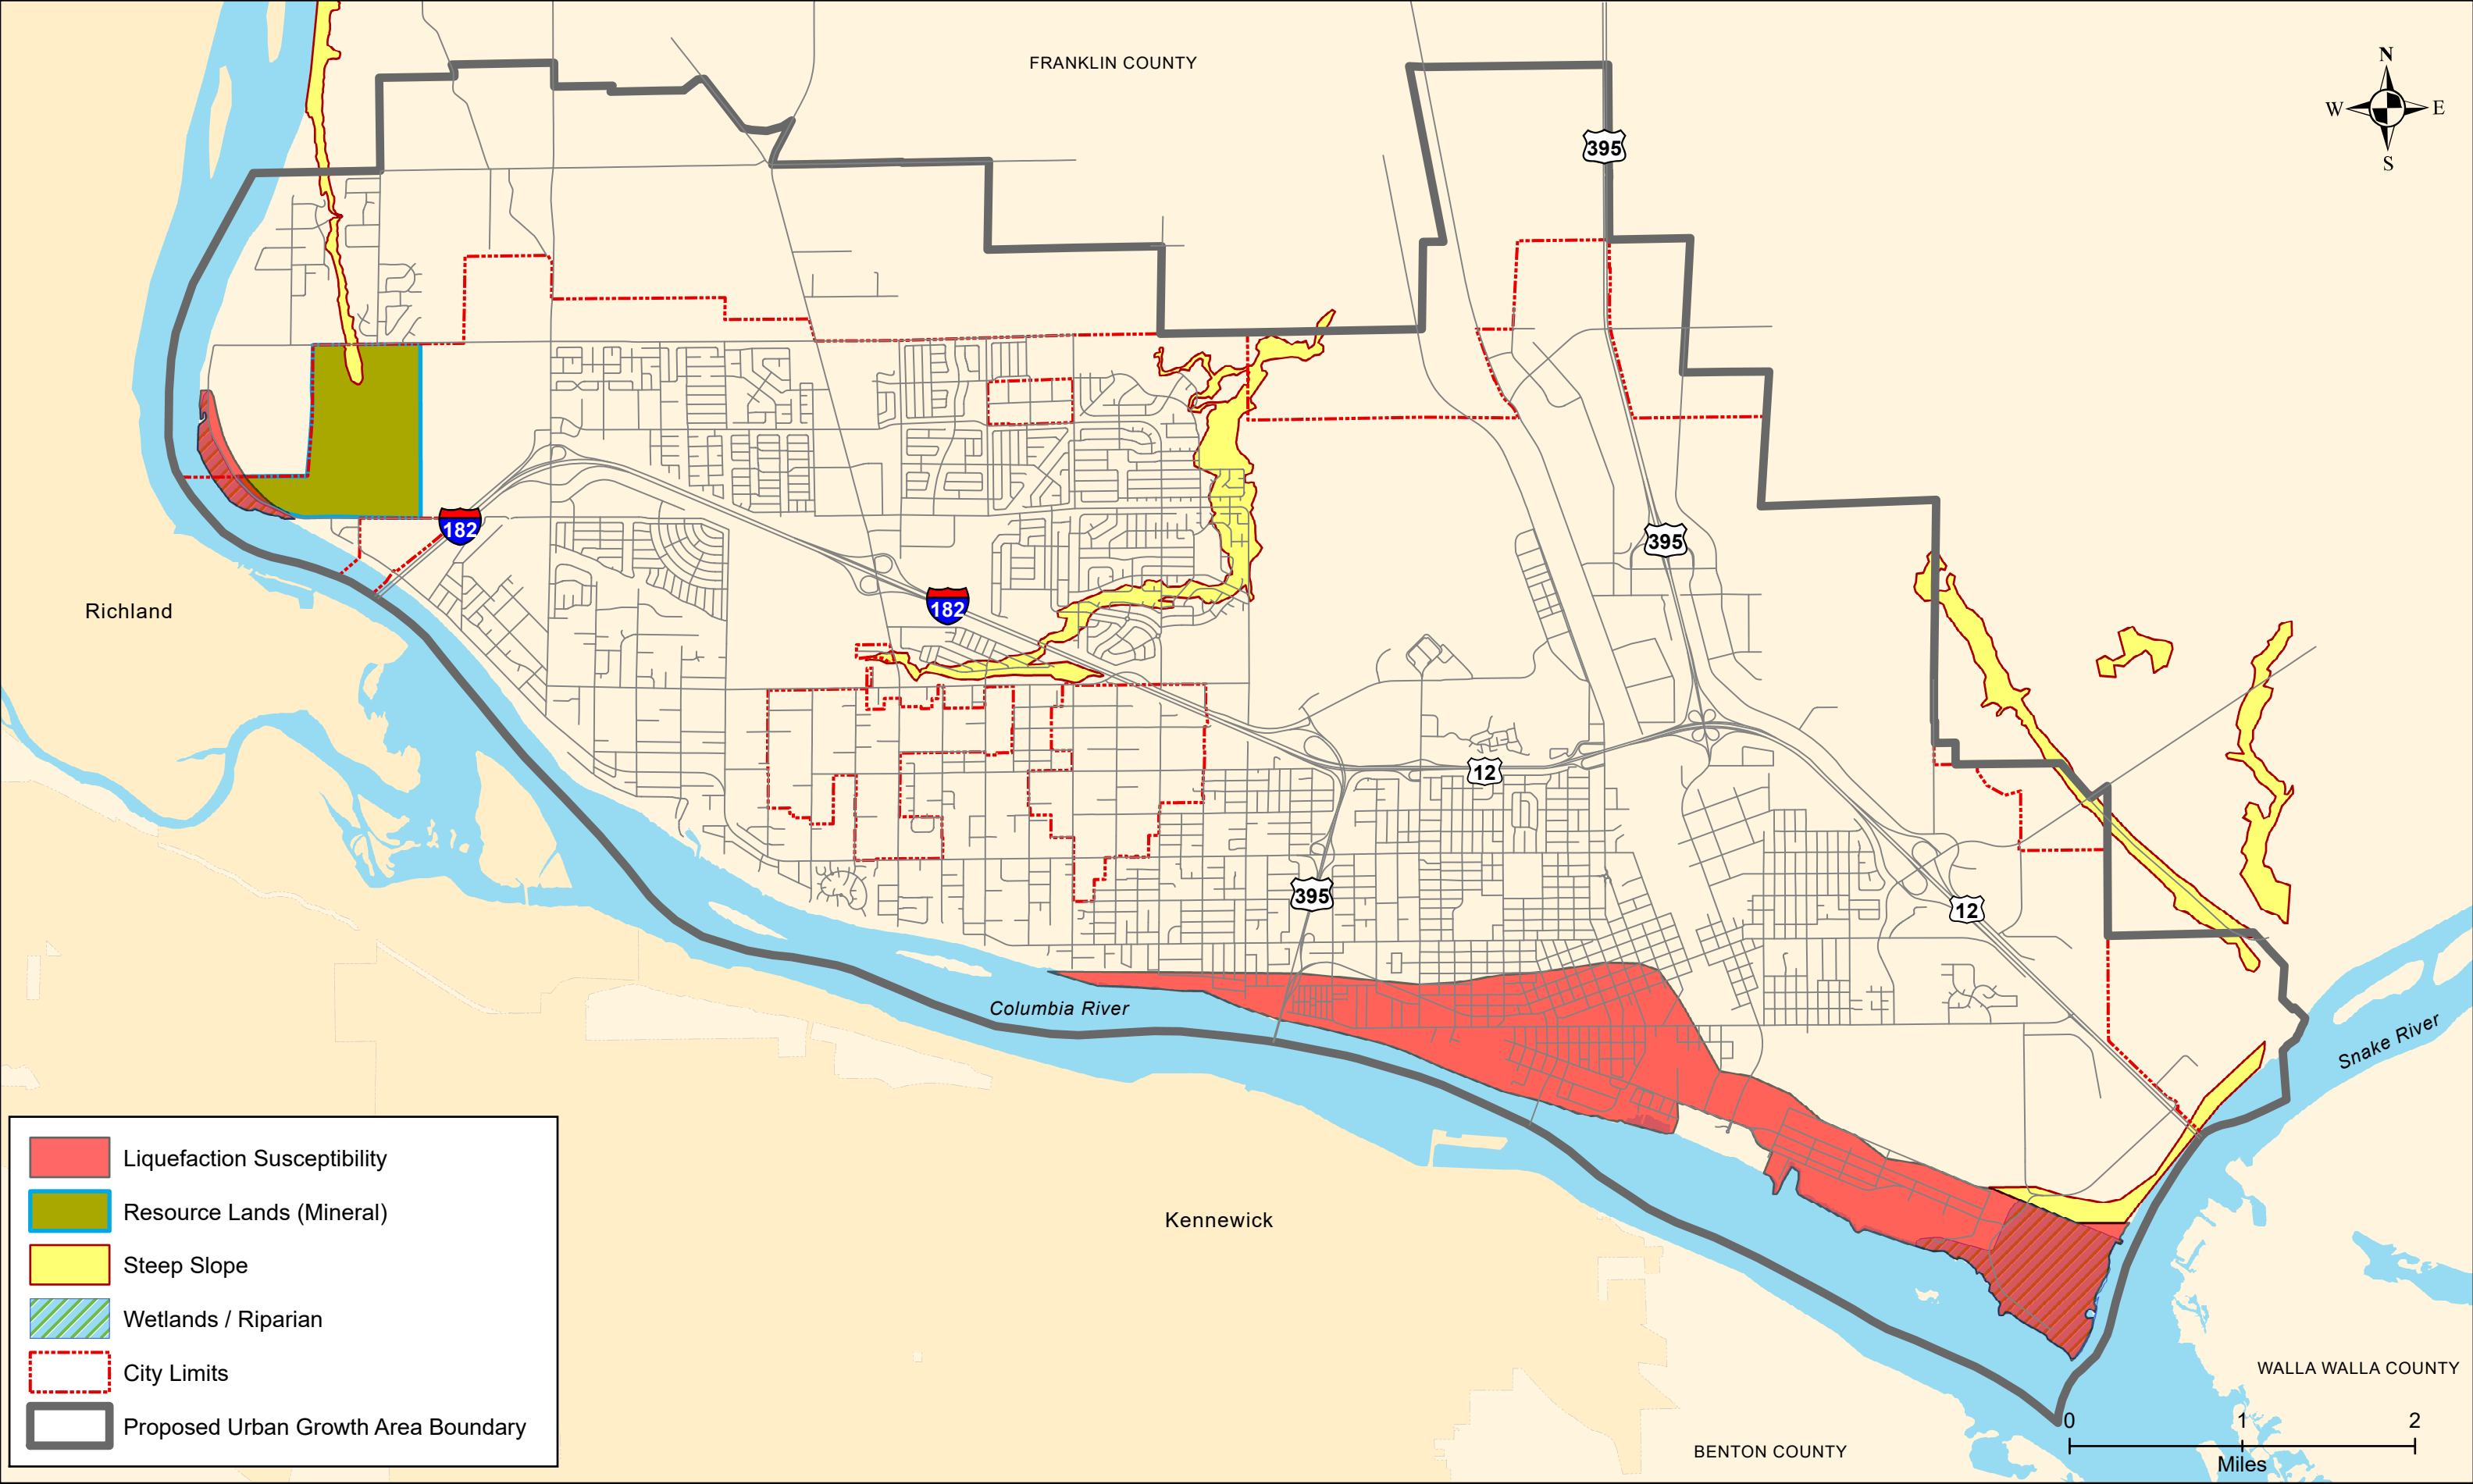 FRANKLIN COUNTY
N
W E
S
395
182
395
182
Richland
12
395
12
Columbia River
Snake River
Kennewick
WALLA WALLA COUNTY
BENTON COUNTY
0 1 2
Miles
Liquefaction Susceptibility
Resource Lands (Mineral)
Steep Slope
Wetlands / Riparian
City Limits
Proposed Urban Growth Area Boundary